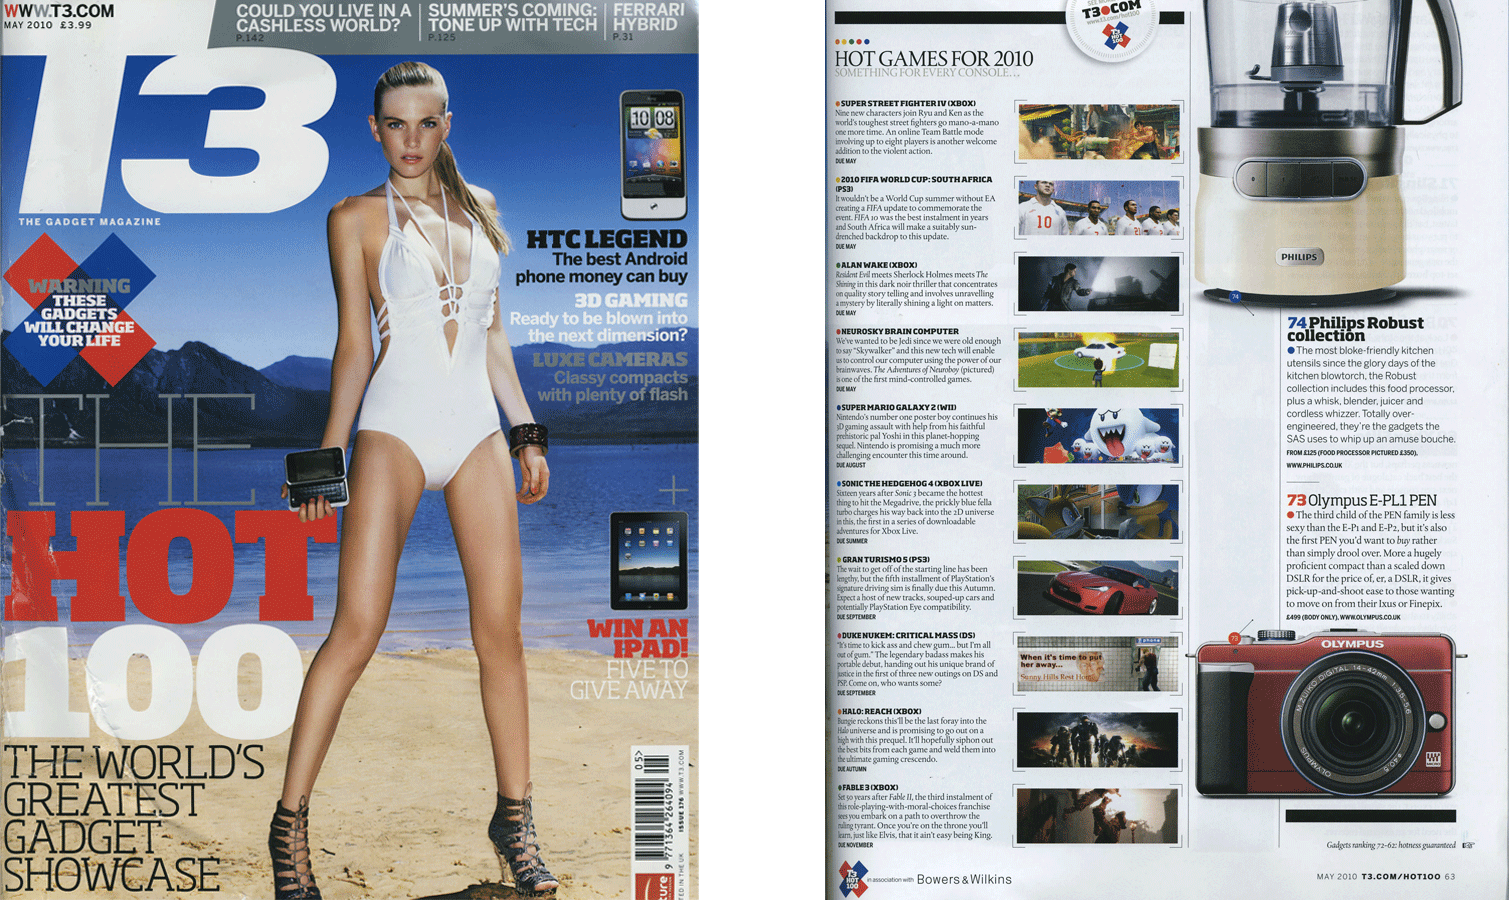 WWW.T3.COM
MAY 2010 £3.99
COULD YOU LIVE IN A
CASHLESS WORLD?
P.142
SUMMER'S COMING:
TONE UP WITH TECH
P.125
FERRARI
HYBRID
P.31
T3
THE GADGET MAGAZINE
WARNING
THESE
GADGETS
WILL CHANGE
YOUR LIFE
10 08
HTC LEGEND
The best Android
phone money can buy
3D GAMING
Ready to be blown into
the next dimension?
LUXE CAMERAS
Classy compacts
with plenty of flash
THE
HOT
100
THE WORLD'S
GREATEST
GADGET
SHOWCASE
+
WIN AN
IPAD!
FIVE TO
GIVE AWAY
05>
9 771364 264094
ISSUE 176 WWW.T3.COM
T3.COM
www.t3.com/hot100
T3
HOT
100
HOT GAMES FOR 2010
SOMETHING FOR EVERY CONSOLE...
SUPER STREET FIGHTER IV (XBOX)
Nine new characters join Ryu and Ken as the
world's toughest street fighters go mano-a-mano
one more time. An online Team Battle mode
involving up to eight players is another welcome
addition to the violent action.
DUE MAY
2010 FIFA WORLD CUP: SOUTH AFRICA
(PS3)
It wouldn't be a World Cup summer without EA
creating a FIFA update to commemorate the
event. FIFA 10 was the best instalment in years
and South Africa will make a suitably sun-
drenched backdrop to this update.
DUE MAY
10
ALAN WAKE (XBOX)
Resident Evil meets Sherlock Holmes meets The
Shining in this dark noir thriller that concentrates
on quality story telling and involves unravelling
a mystery by literally shining a light on matters.
DUE MAY
NEUROSKY BRAIN COMPUTER
We've wanted to be Jedi since we were old enough
to say "Skywalker" and this new tech will enable
us to control our computer using the power of our
brainwaves. The Adventures of Neuroboy (pictured)
is one of the first mind-controlled games.
DUE MAY
SUPER MARIO GALAXY 2 (WII)
Nintendo's number one poster boy continues his
3D gaming assault with help from his faithful
prehistoric pal Yoshi in this planet-hopping
sequel. Nintendo is promising a much more
challenging encounter this time around.
DUE AUGUST
SONIC THE HEDGEHOG 4 (XBOX LIVE)
Sixteen years after Sonic 3 became the hottest
thing to hit the Megadrive, the prickly blue fella
turbo charges his way back into the 2D universe
in this, the first in a series of downloadable
adventures for Xbox Live.
DUE SUMMER
GRAN TURISMO 5 (PS3)
The wait to get off of the starting line has been
lengthy, but the fifth installment of PlayStation's
signature driving sim is finally due this Autumn.
Expect a host of new tracks, souped-up cars and
potentially PlayStation Eye compatibility.
DUE SEPTEMBER
DUKE NUKEM: CRITICAL MASS (DS)
"It's time to kick ass and chew gum... but I'm all
out of gum." The legendary badass makes his
portable debut, handing out his unique brand of
justice in the first of three new outings on DS and
PSP. Come on, who wants some?
DUE SEPTEMBER
When it's time to put
her away...
Sunny Hills Rest Home
phone
HALO: REACH (XBOX)
Bungie reckons this'll be the last foray into the
Halo universe and is promising to go out on a
high with this prequel. It'll hopefully siphon out
the best bits from each game and weld them into
the ultimate gaming crescendo.
DUE AUTUMN
FABLE 3 (XBOX)
Set 50 years after Fable II, the third instalment of
this role-playing-with-moral-choices franchise
sees you embark on a path to overthrow the
ruling tyrant. Once you're on the throne you'll
learn, just like Elvis, that it ain't easy being King.
DUE NOVEMBER
T3
HOT
100
in association with Bowers & Wilkins
PHILIPS
74
74 Philips Robust
collection
The most bloke-friendly kitchen
utensils since the glory days of the
kitchen blowtorch, the Robust
collection includes this food processor,
plus a whisk, blender, juicer and
cordless whizzer. Totally over-
engineered, they're the gadgets the
SAS uses to whip up an amuse bouche.
FROM £125 (FOOD PROCESSOR PICTURED £350),
WWW.PHILIPS.CO.UK
73 Olympus E-PL1 PEN
The third child of the PEN family is less
sexy than the E-P1 and E-P2, but it's also
the first PEN you'd want to buy rather
than simply drool over. More a hugely
proficient compact than a scaled down
DSLR for the price of, er, a DSLR, it gives
pick-up-and-shoot ease to those wanting
to move on from their Ixus or Finepix.
£499 (BODY ONLY), WWW.OLYMPUS.CO.UK
73
OLYMPUS
M.ZUIKO DIGITAL 14-42mm 1:3.5-5.6
OLYMPUS
Ø40.5
Gadgets ranking 72-62: hotness guaranteed
MAY 2010 T3.COM/HOT100 63